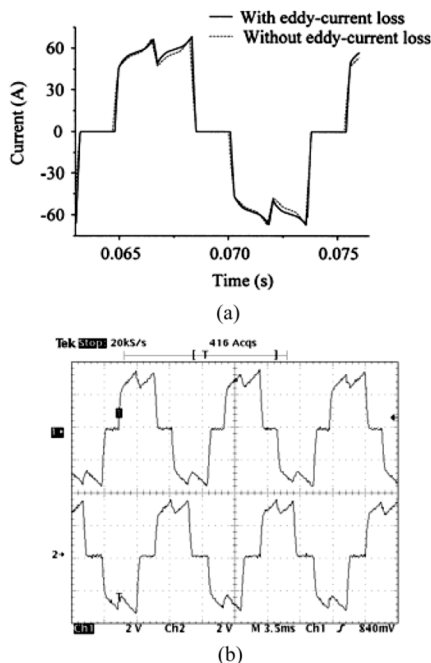 With eddy-current loss
Without eddy-current loss
60
30
0
-30
-60
Current (A)
0.065 0.070 0.075
Time (s)
(a)
Tek Stop: 20kS/s 416 Acqs
[ T ]
1
2
T
Ch1 2 V Ch2 2 V M 3.5ms Ch1 840mV
(b)